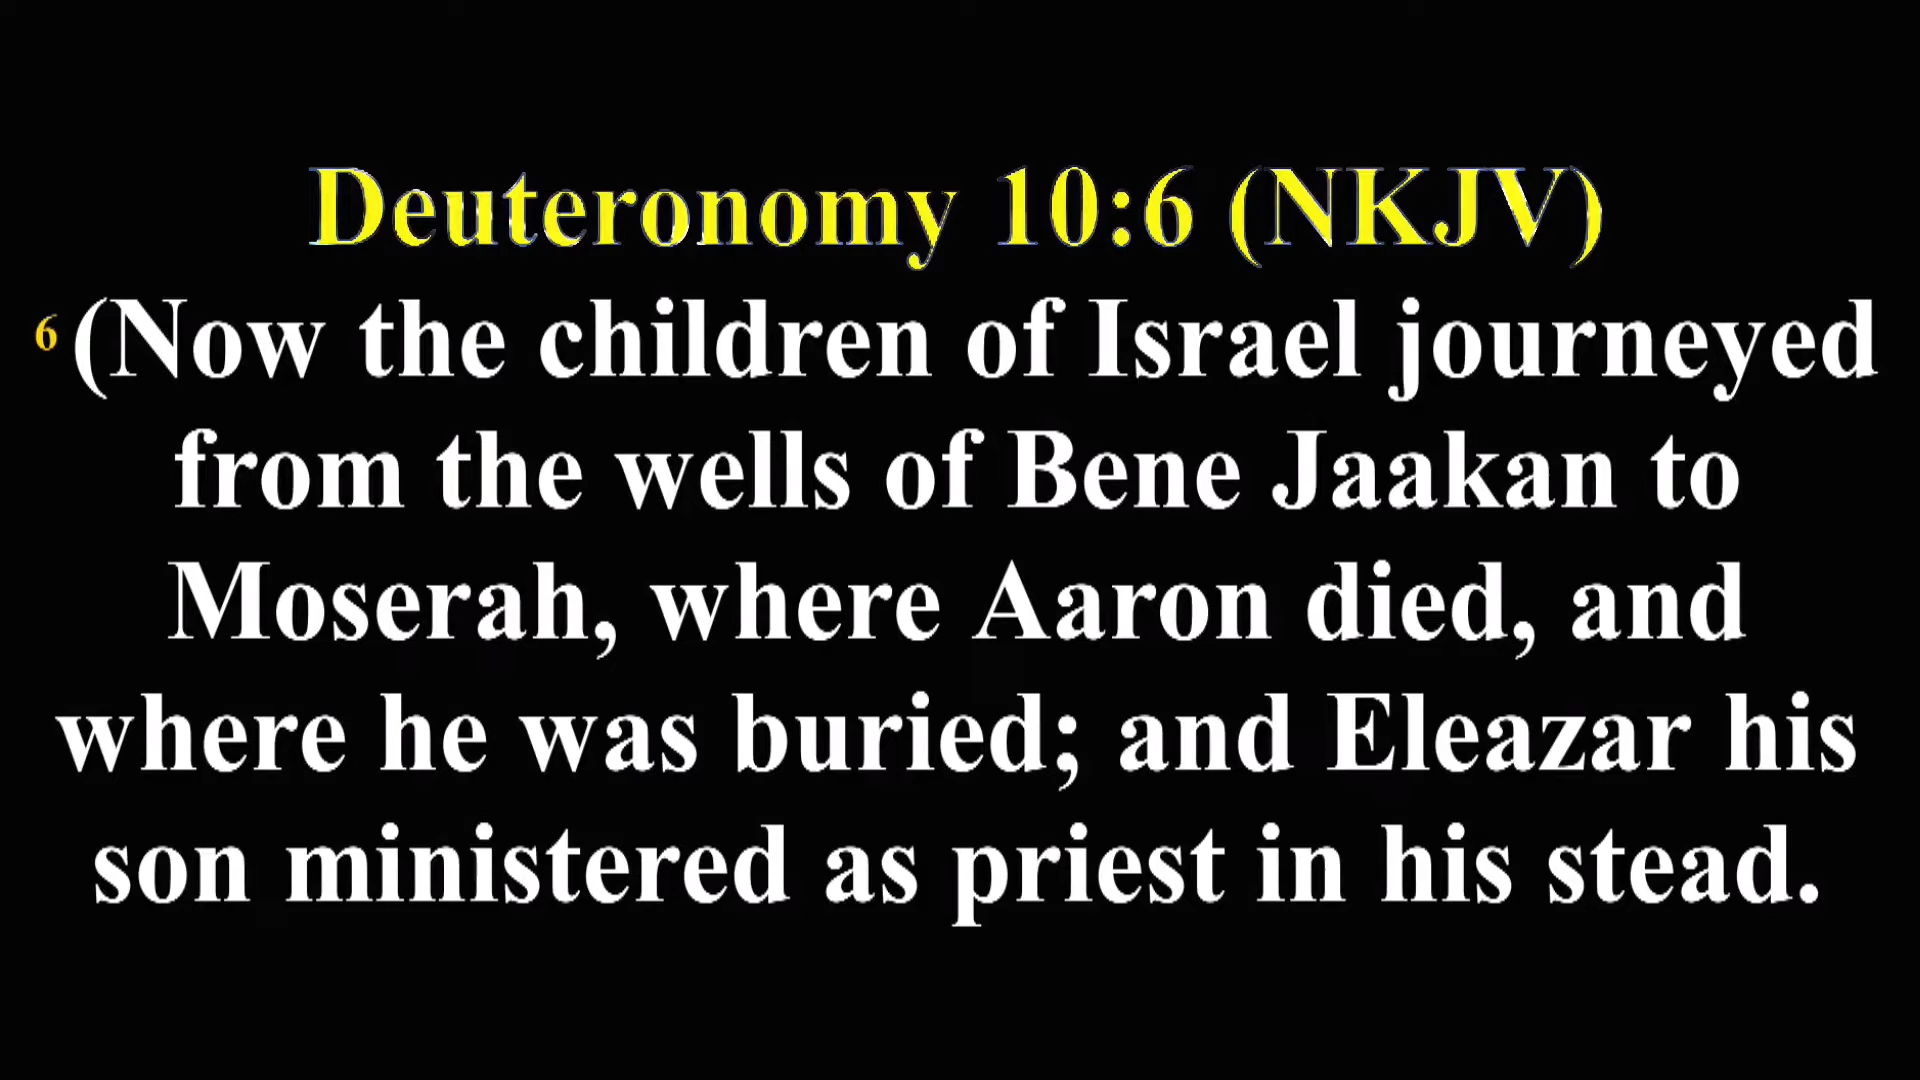 Deuteronomy 10:6 (NKJV)
6 (Now the children of Israel journeyed
from the wells of Bene Jaakan to
Moserah, where Aaron died, and
where he was buried; and Eleazar his
son ministered as priest in his stead.